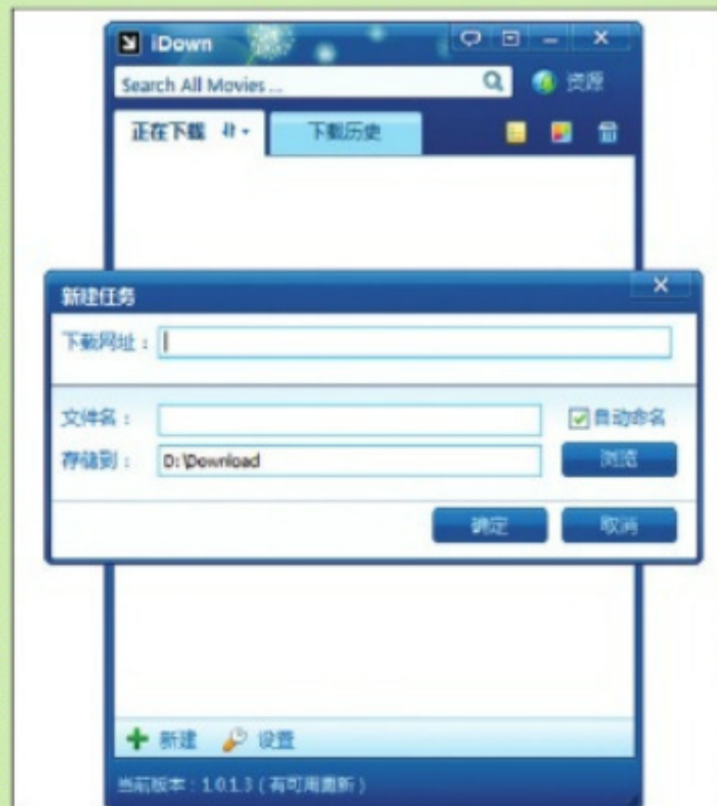 iDown
Search All Movies...
资源
正在下载
下载历史
新建任务
下载网址：
文件名：
自动命名
存储到：
D:\Download
浏览
确定
取消
新建
设置
当前版本：1.0.1.3（有可用更新）